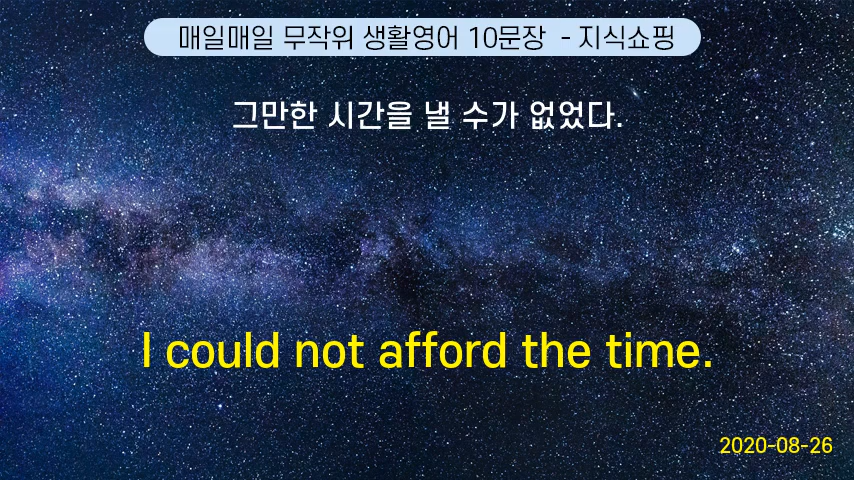 매일매일 무작위 생활영어 10문장 - 지식쇼핑
그만한 시간을 낼 수가 없었다.
I could not afford the time.
2020-08-26